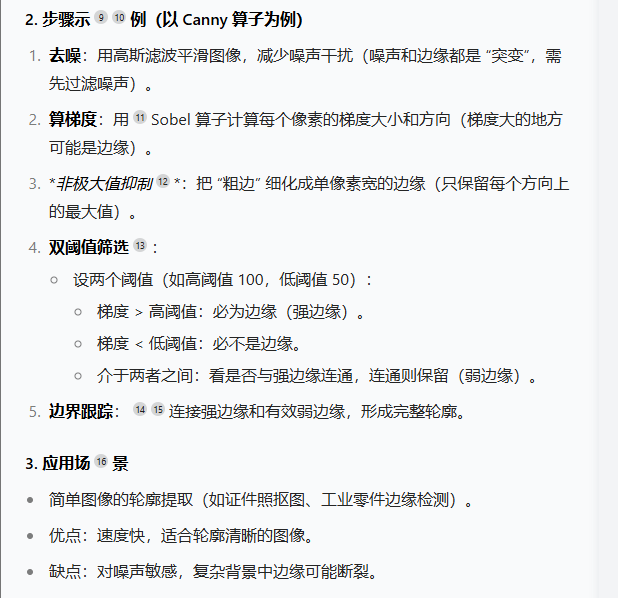 2. 步骤示 9 10 例（以 Canny 算子为例）
1. 去噪：用高斯滤波平滑图像，减少噪声干扰（噪声和边缘都是 “突变”，需
先过滤噪声）。
2. 算梯度：用 11 Sobel 算子计算每个像素的梯度大小和方向（梯度大的地方
可能是边缘）。
3. *非极大值抑制 12 *：把 “粗边” 细化成单像素宽的边缘（只保留每个方向上
的最大值）。
4. 双阈值筛选 13 ：
设两个阈值（如高阈值 100，低阈值 50）：
梯度 > 高阈值：必为边缘（强边缘）。
梯度 < 低阈值：必不是边缘。
介于两者之间：看是否与强边缘连通，连通则保留（弱边缘）。
5. 边界跟踪： 14 15 连接强边缘和有效弱边缘，形成完整轮廓。
3. 应用场 16 景
简单图像的轮廓提取（如证件照抠图、工业零件边缘检测）。
优点：速度快，适合轮廓清晰的图像。
缺点：对噪声敏感，复杂背景中边缘可能断裂。